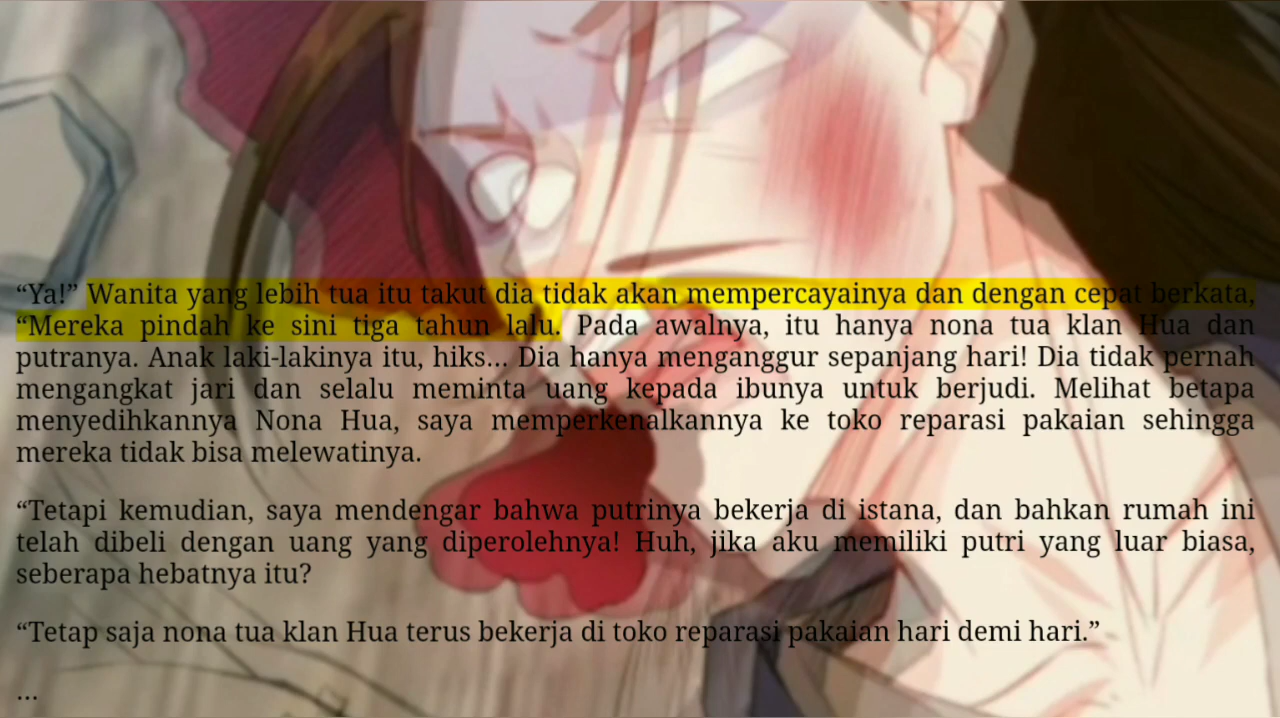 “Ya!” Wanita yang lebih tua itu takut dia tidak akan mempercayainya dan dengan cepat berkata,
“Mereka pindah ke sini tiga tahun lalu. Pada awalnya, itu hanya nona tua klan Hua dan
putranya. Anak laki-lakinya itu, hiks... Dia hanya menganggur sepanjang hari! Dia tidak pernah
mengangkat jari dan selalu meminta uang kepada ibunya untuk berjudi. Melihat betapa
menyedihkannya Nona Hua, saya memperkenalkannya ke toko reparasi pakaian sehingga
mereka tidak bisa melewatinya.
“Tetapi kemudian, saya mendengar bahwa putrinya bekerja di istana, dan bahkan rumah ini
telah dibeli dengan uang yang diperolehnya! Huh, jika aku memiliki putri yang luar biasa,
seberapa hebatnya itu?
“Tetap saja nona tua klan Hua terus bekerja di toko reparasi pakaian hari demi hari.”
...